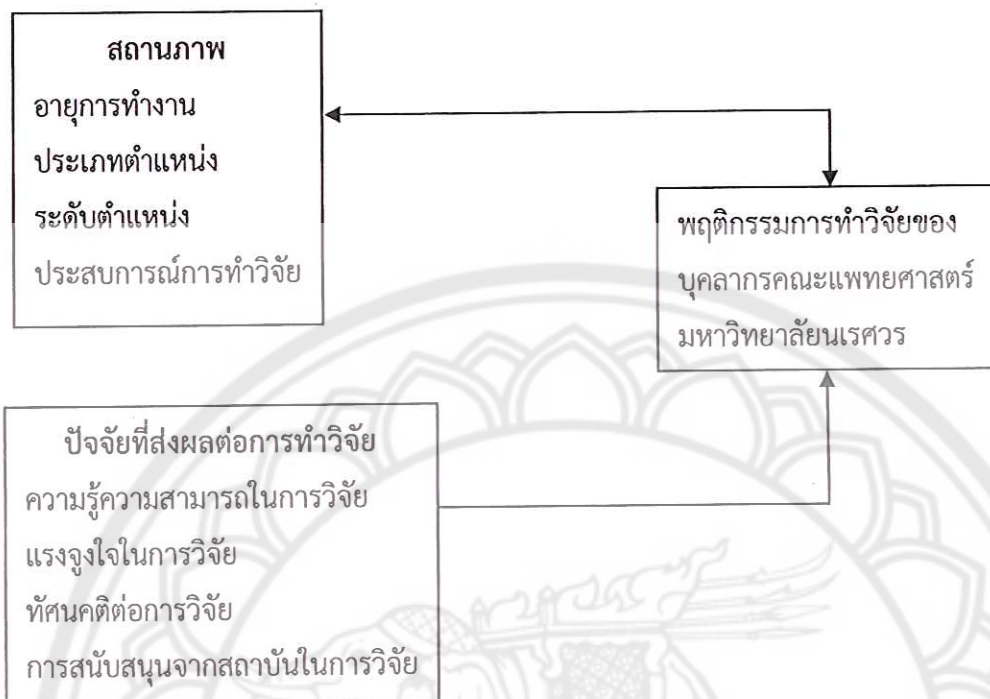 สถานภาพ
อายุการทำงาน
ประเภทตำแหน่ง
ระดับตำแหน่ง
ประสบการณ์การทำวิจัย
พฤติกรรมการทำวิจัยของ
บุคลากรคณะแพทยศาสตร์
มหาวิทยาลัยนเรศวร
ปัจจัยที่ส่งผลต่อการทำวิจัย
ความรู้ความสามารถในการวิจัย
แรงจูงใจในการวิจัย
ทัศนคติต่อการวิจัย
การสนับสนุนจากสถาบันในการวิจัย